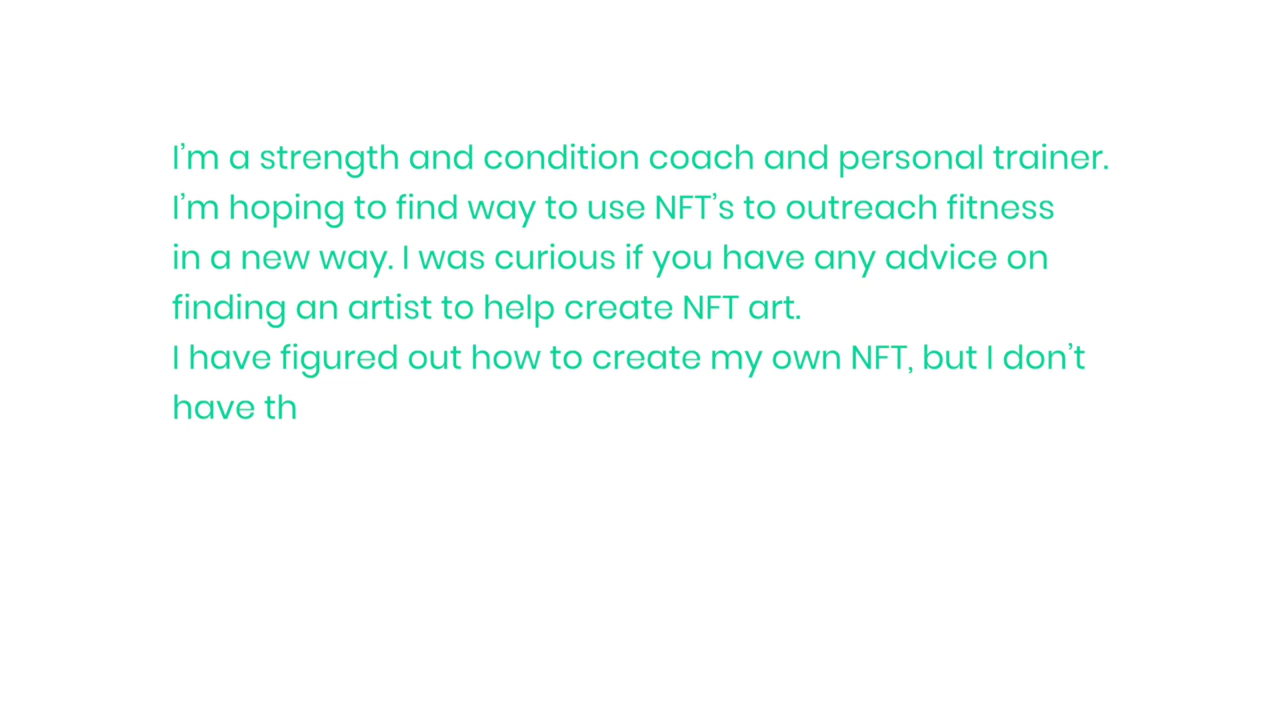 I’m a strength and condition coach and personal trainer.
I’m hoping to find way to use NFT’s to outreach fitness
in a new way. I was curious if you have any advice on
finding an artist to help create NFT art.
I have figured out how to create my own NFT, but I don’t
have th